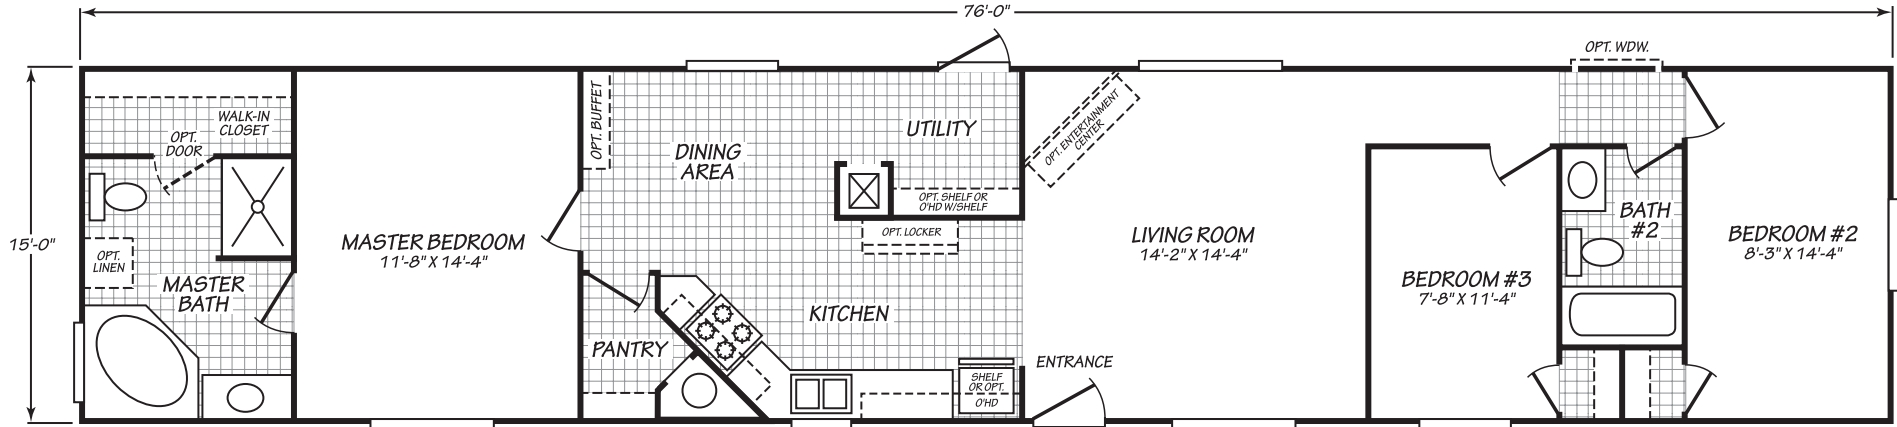 76'-0"
15'-0"
WALK-IN
CLOSET
OPT.
DOOR
OPT.
LINEN
MASTER
BATH
MASTER BEDROOM
11'-8" X 14'-4"
OPT. BUFFET
DINING
AREA
UTILITY
OPT. SHELF OR
O'HD W/SHELF
OPT. LOCKER
KITCHEN
PANTRY
SHELF
OR OPT.
O'HD
ENTRANCE
OPT. ENTERTAINMENT
CENTER
LIVING ROOM
14'-2" X 14'-4"
BEDROOM #3
7'-8" X 11'-4"
OPT. WDW.
BATH
#2
BEDROOM #2
8'-3" X 14'-4"